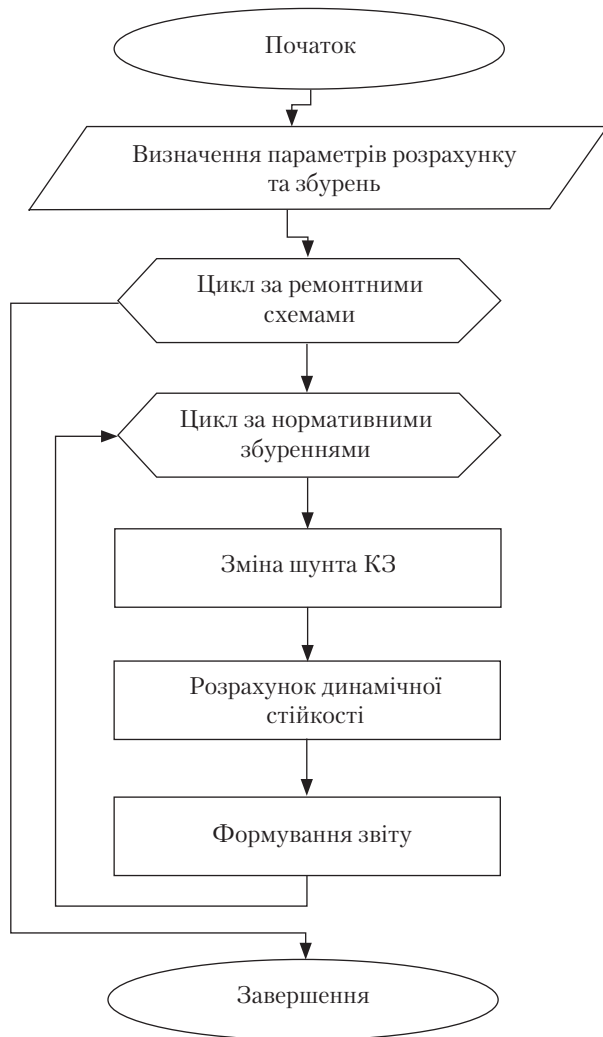 Початок
Визначення параметрів розрахунку
та збурень
Цикл за ремонтними
схемами
Цикл за нормативними
збуреннями
Зміна шунта КЗ
Розрахунок динамічної
стійкості
Формування звіту
Завершення